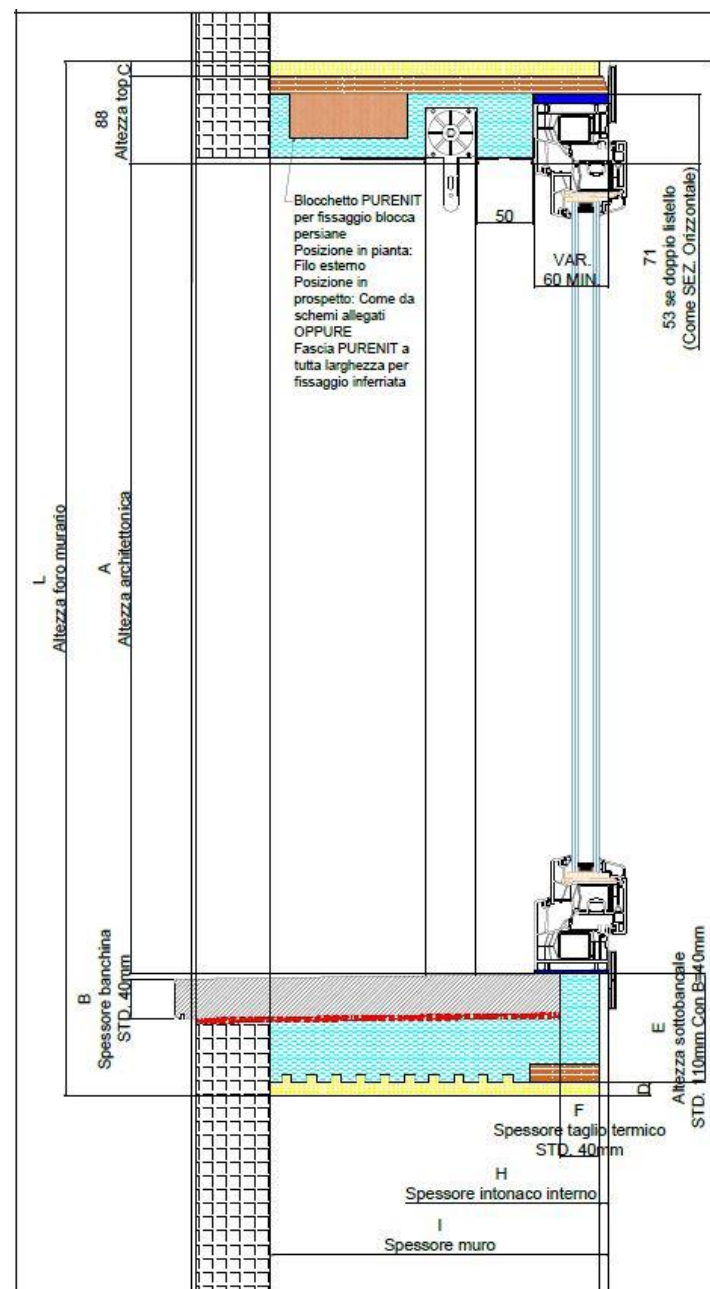 C
88
Altezza top
Blocchetto PURENIT
per fissaggio blocca
persiane
Posizione in pianta:
Filo esterno
Posizione in
prospetto: Come da
schemi allegati
OPPURE
Fascia PURENIT a
tutta larghezza per
fissaggio inferriata
50
VAR.
60 MIN.
71
53 se doppio listello
(Come SEZ. Orizzontale)
L
Altezza foro murario
A
Altezza architettonica
B
Spessore banchina
STD. 40mm
E
Altezza sottobancale
STD. 110mm Con B=40mm
D
F
Spessore taglio termico
STD. 40mm
H
Spessore intonaco interno
I
Spessore muro